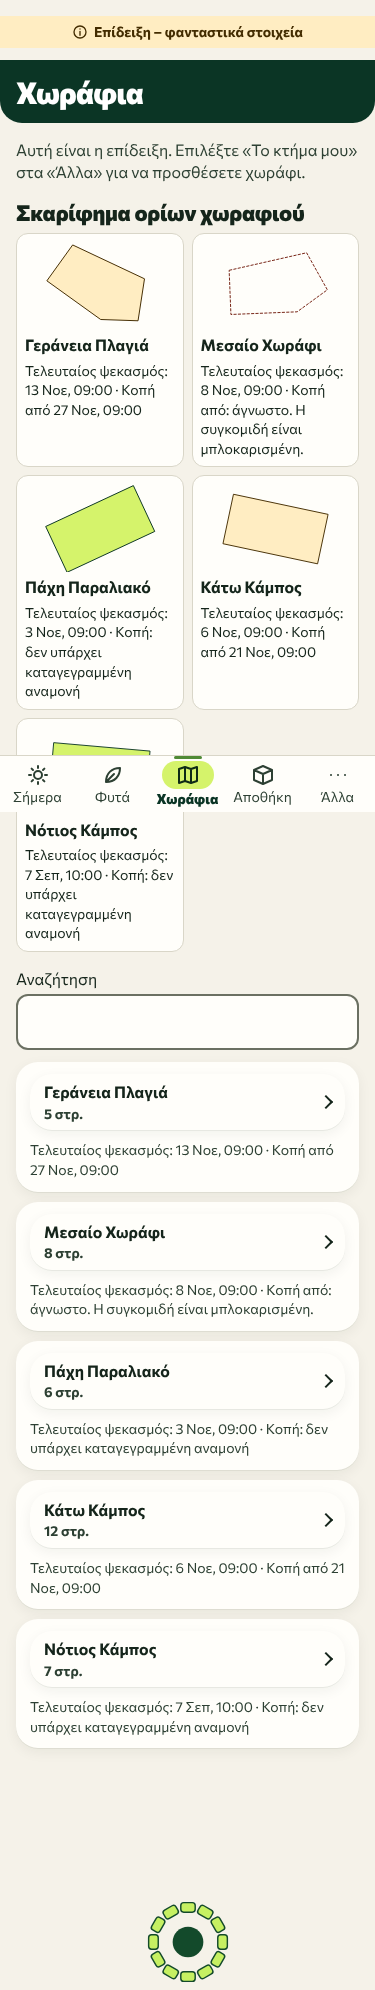 Επίδειξη – φανταστικά στοιχεία
Χωράφια
Αυτή είναι η επίδειξη. Επιλέξτε «Το κτήμα μου»
στα «Άλλα» για να προσθέσετε χωράφι.
Σκαρίφημα ορίων χωραφιού
Γεράνεια Πλαγιά
Τελευταίος ψεκασμός:
13 Νοε, 09:00 · Κοπή
από 27 Νοε, 09:00
Μεσαίο Χωράφι
Τελευταίος ψεκασμός:
8 Νοε, 09:00 · Κοπή
από: άγνωστο. Η
συγκομιδή είναι
μπλοκαρισμένη.
Πάχη Παραλιακό
Τελευταίος ψεκασμός:
3 Νοε, 09:00 · Κοπή:
δεν υπάρχει
καταγεγραμμένη
αναμονή
Κάτω Κάμπος
Τελευταίος ψεκασμός:
6 Νοε, 09:00 · Κοπή
από 21 Νοε, 09:00
Σήμερα
Φυτά
Χωράφια
Αποθήκη
Άλλα
Νότιος Κάμπος
Τελευταίος ψεκασμός:
7 Σεπ, 10:00 · Κοπή: δεν
υπάρχει
καταγεγραμμένη
αναμονή
Αναζήτηση
Γεράνεια Πλαγιά
5 στρ.
Τελευταίος ψεκασμός: 13 Νοε, 09:00 · Κοπή από
27 Νοε, 09:00
Μεσαίο Χωράφι
8 στρ.
Τελευταίος ψεκασμός: 8 Νοε, 09:00 · Κοπή από:
άγνωστο. Η συγκομιδή είναι μπλοκαρισμένη.
Πάχη Παραλιακό
6 στρ.
Τελευταίος ψεκασμός: 3 Νοε, 09:00 · Κοπή: δεν
υπάρχει καταγεγραμμένη αναμονή
Κάτω Κάμπος
12 στρ.
Τελευταίος ψεκασμός: 6 Νοε, 09:00 · Κοπή από 21
Νοε, 09:00
Νότιος Κάμπος
7 στρ.
Τελευταίος ψεκασμός: 7 Σεπ, 10:00 · Κοπή: δεν
υπάρχει καταγεγραμμένη αναμονή